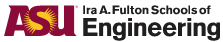 ASU
Ira A. Fulton Schools of
Engineering